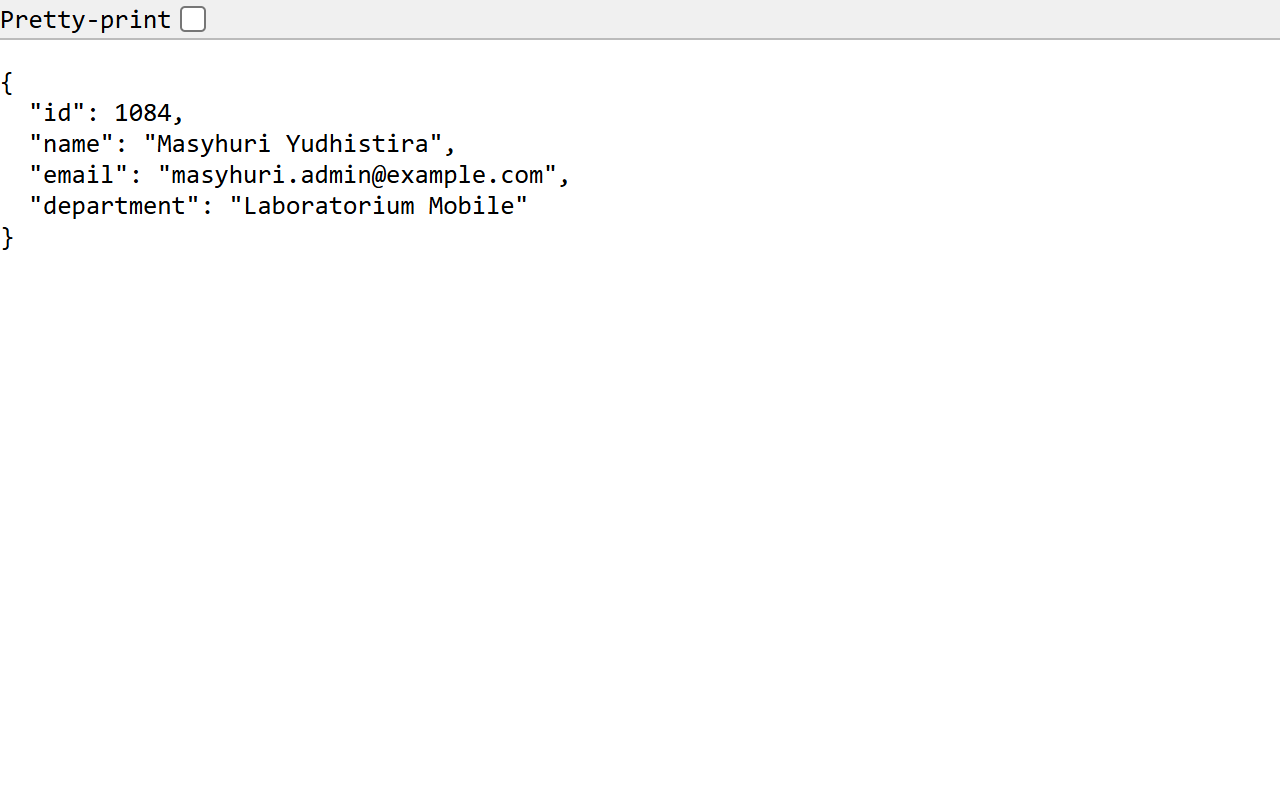 Pretty-print
{
  "id": 1084,
  "name": "Masyhuri Yudhistira",
  "email": "masyhuri.admin@example.com",
  "department": "Laboratorium Mobile"
}